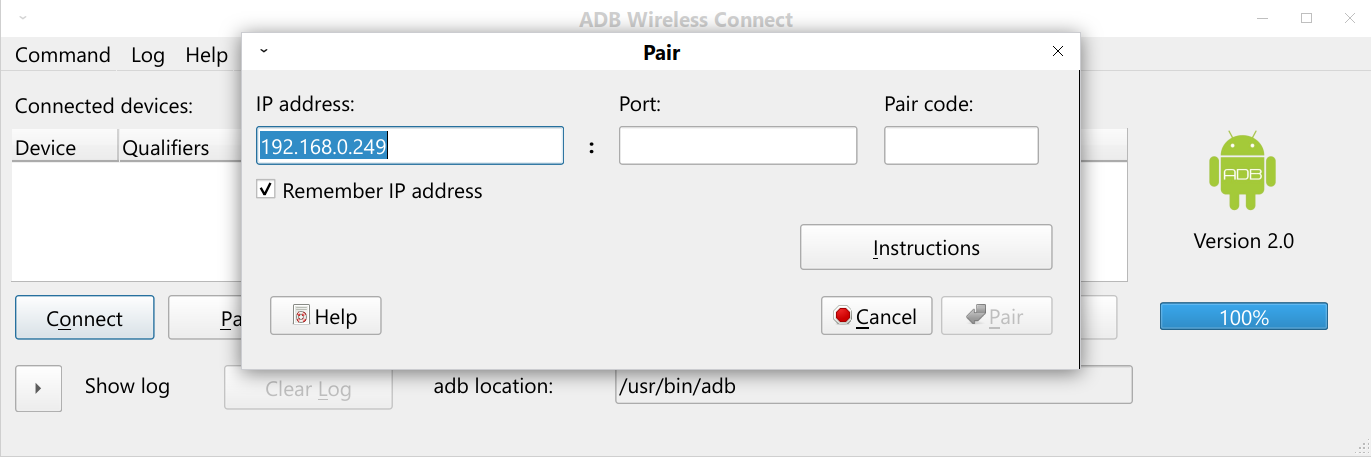 ADB Wireless Connect
Command Log Help
Pair
Connected devices:
Device Qualifiers
IP address: Port: Pair code:
192.168.0.249 :
Remember IP address
Instructions
ADB
Version 2.0
Connect
Help Cancel Pair
100%
Show log Clear Log adb location: /usr/bin/adb